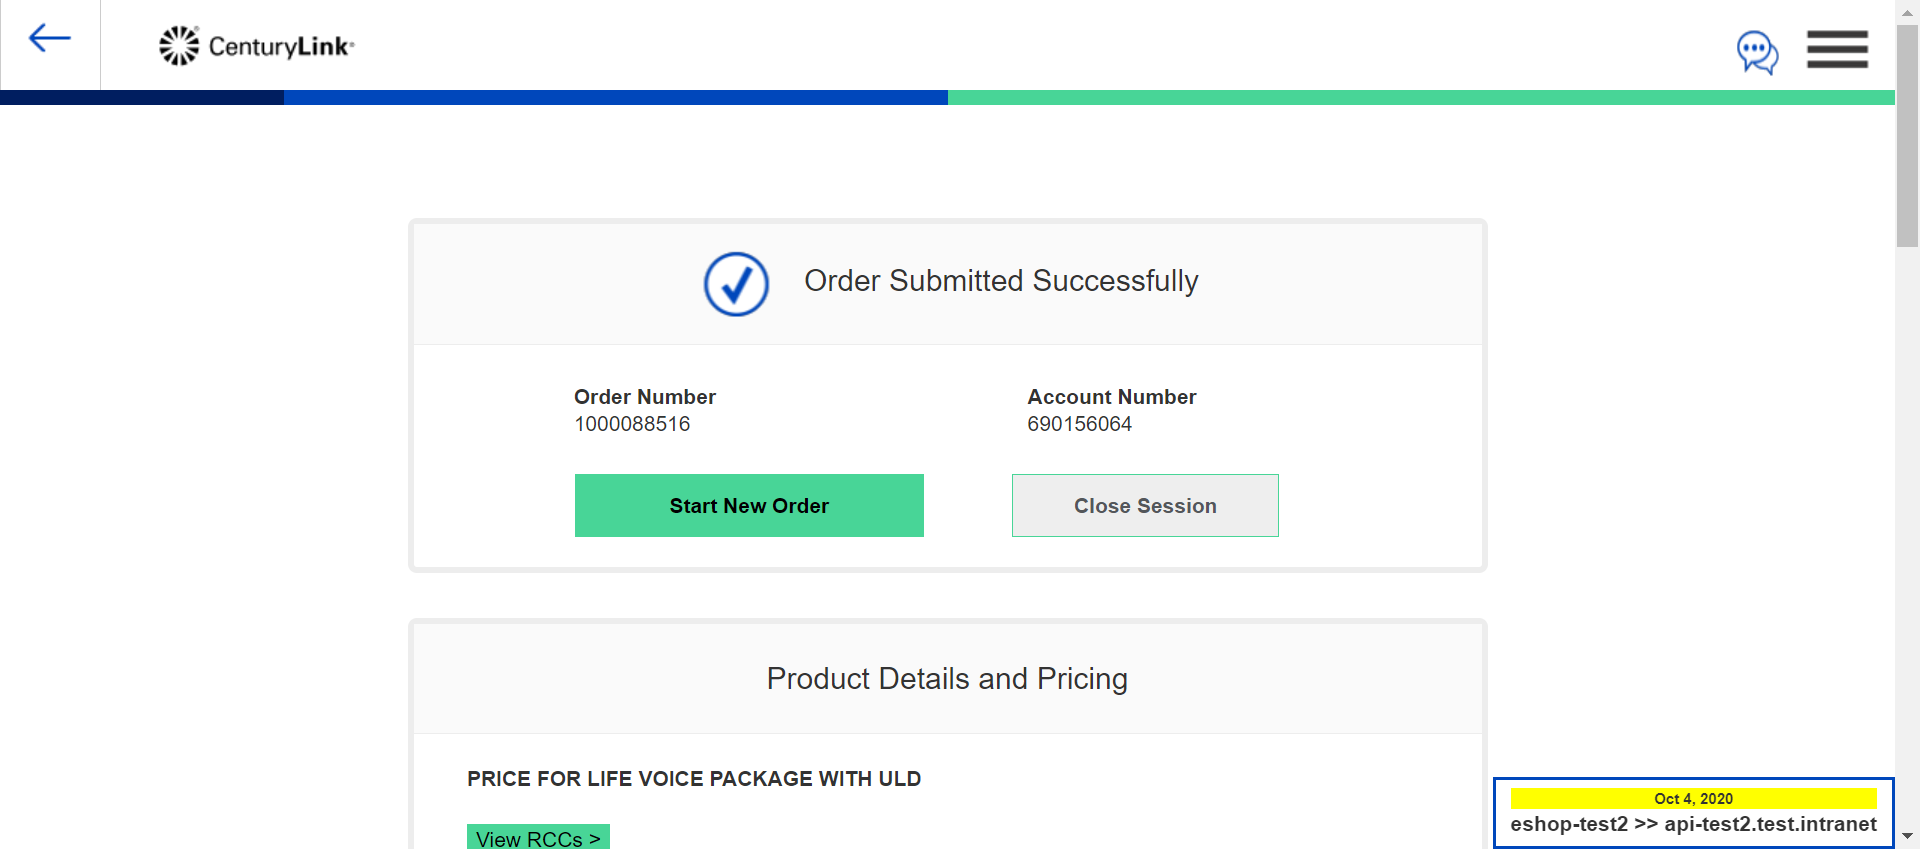 CenturyLink®
Order Submitted Successfully
Order Number
1000088516
Account Number
690156064
Start New Order
Close Session
Product Details and Pricing
PRICE FOR LIFE VOICE PACKAGE WITH ULD
View RCCs >
Oct 4, 2020
eshop-test2 >> api-test2.test.intranet